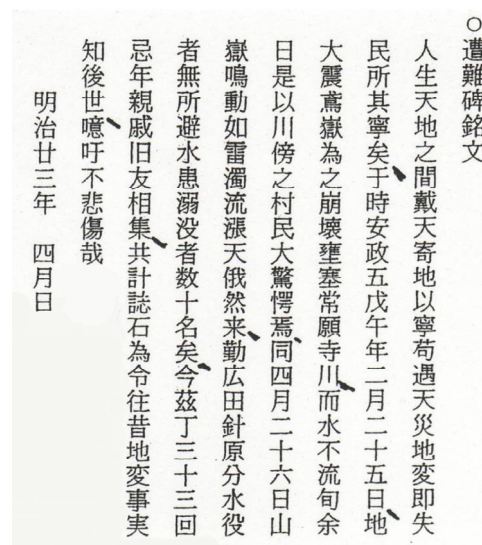 ○遭難碑銘文
人生天地之間戴天寄地以寧苟遇天災地変即失
民所其寧矣于時安政五戊午年二月二十五日地
大震鳶嶽為之崩壊壅塞常願寺川而水不流旬余
日是以川傍之村民大驚愕焉同四月二十六日山
嶽鳴動如雷濁流漲天俄然来勤広田針原分水役
者無所避水患溺没者数十名矣今茲丁三十三回
忌年親戚旧友相集共計誌石為令往昔地変事実
知後世噫吁不悲傷哉
明治廿三年 四月日